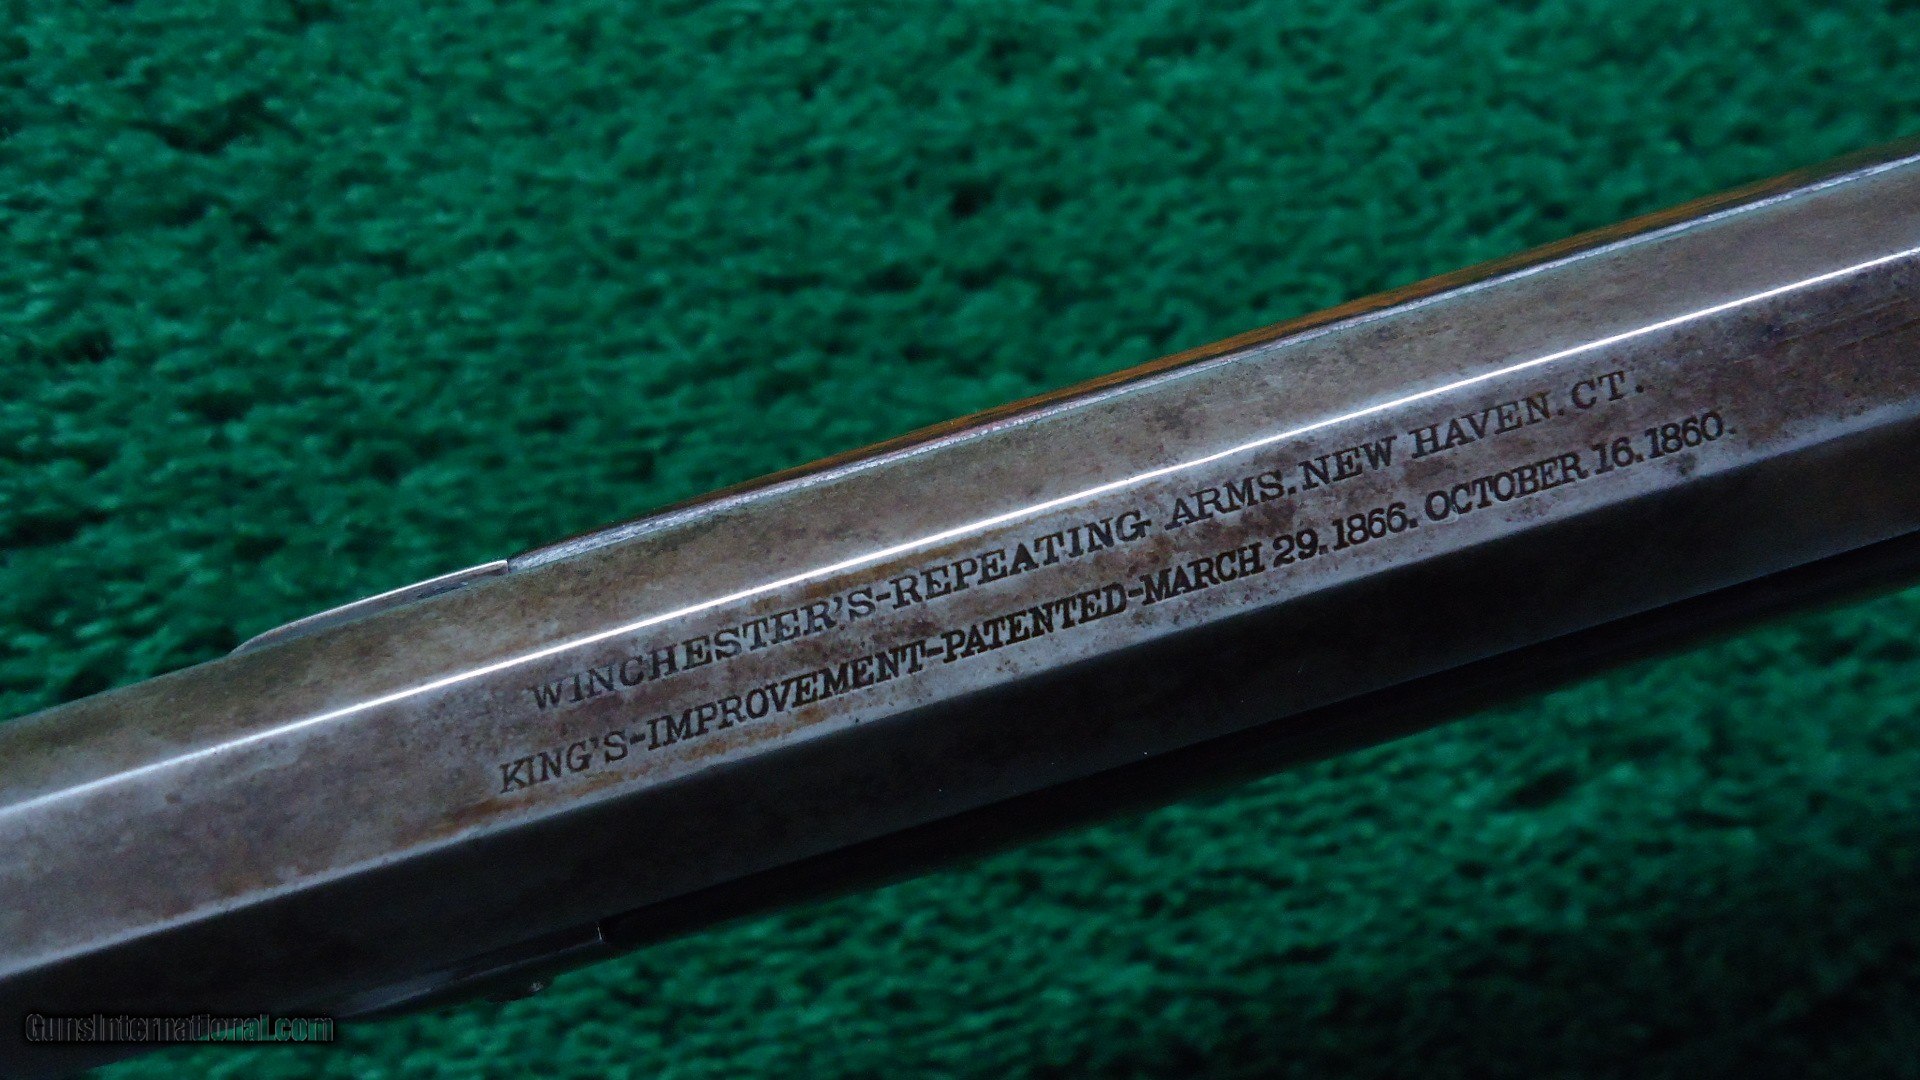 WINCHESTER'S-REPEATING ARMS. NEW HAVEN. CT.
KING'S-IMPROVEMENT-PATENTED-MARCH 29. 1866. OCTOBER 16. 1860.
GunsInternational.com